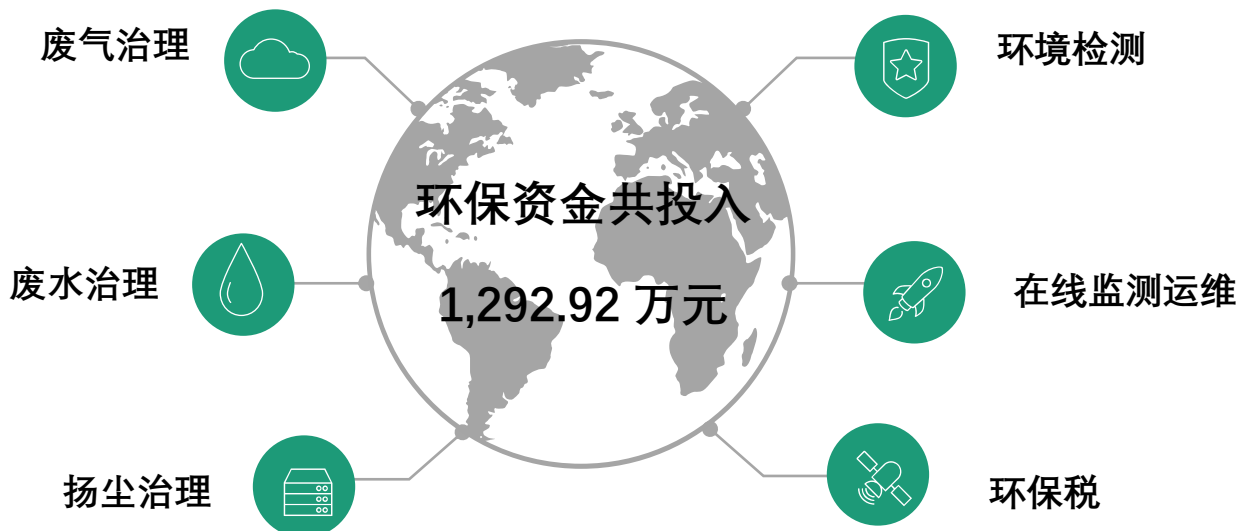 废气治理
环境检测
环保资金共投入
1,292.92 万元
废水治理
在线监测运维
扬尘治理
环保税